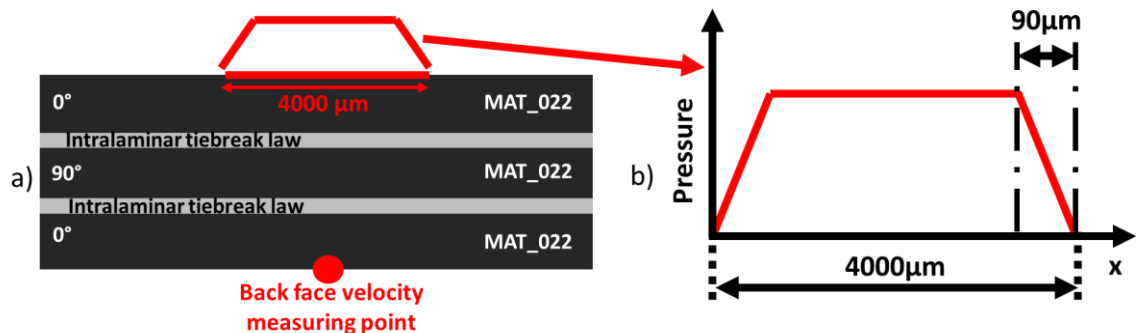 4000 µm
0°
MAT_022
Intralaminar tiebreak law
a)
90°
MAT_022
Intralaminar tiebreak law
0°
MAT_022
Back face velocity
measuring point
b)
Pressure
90µm
4000µm
x